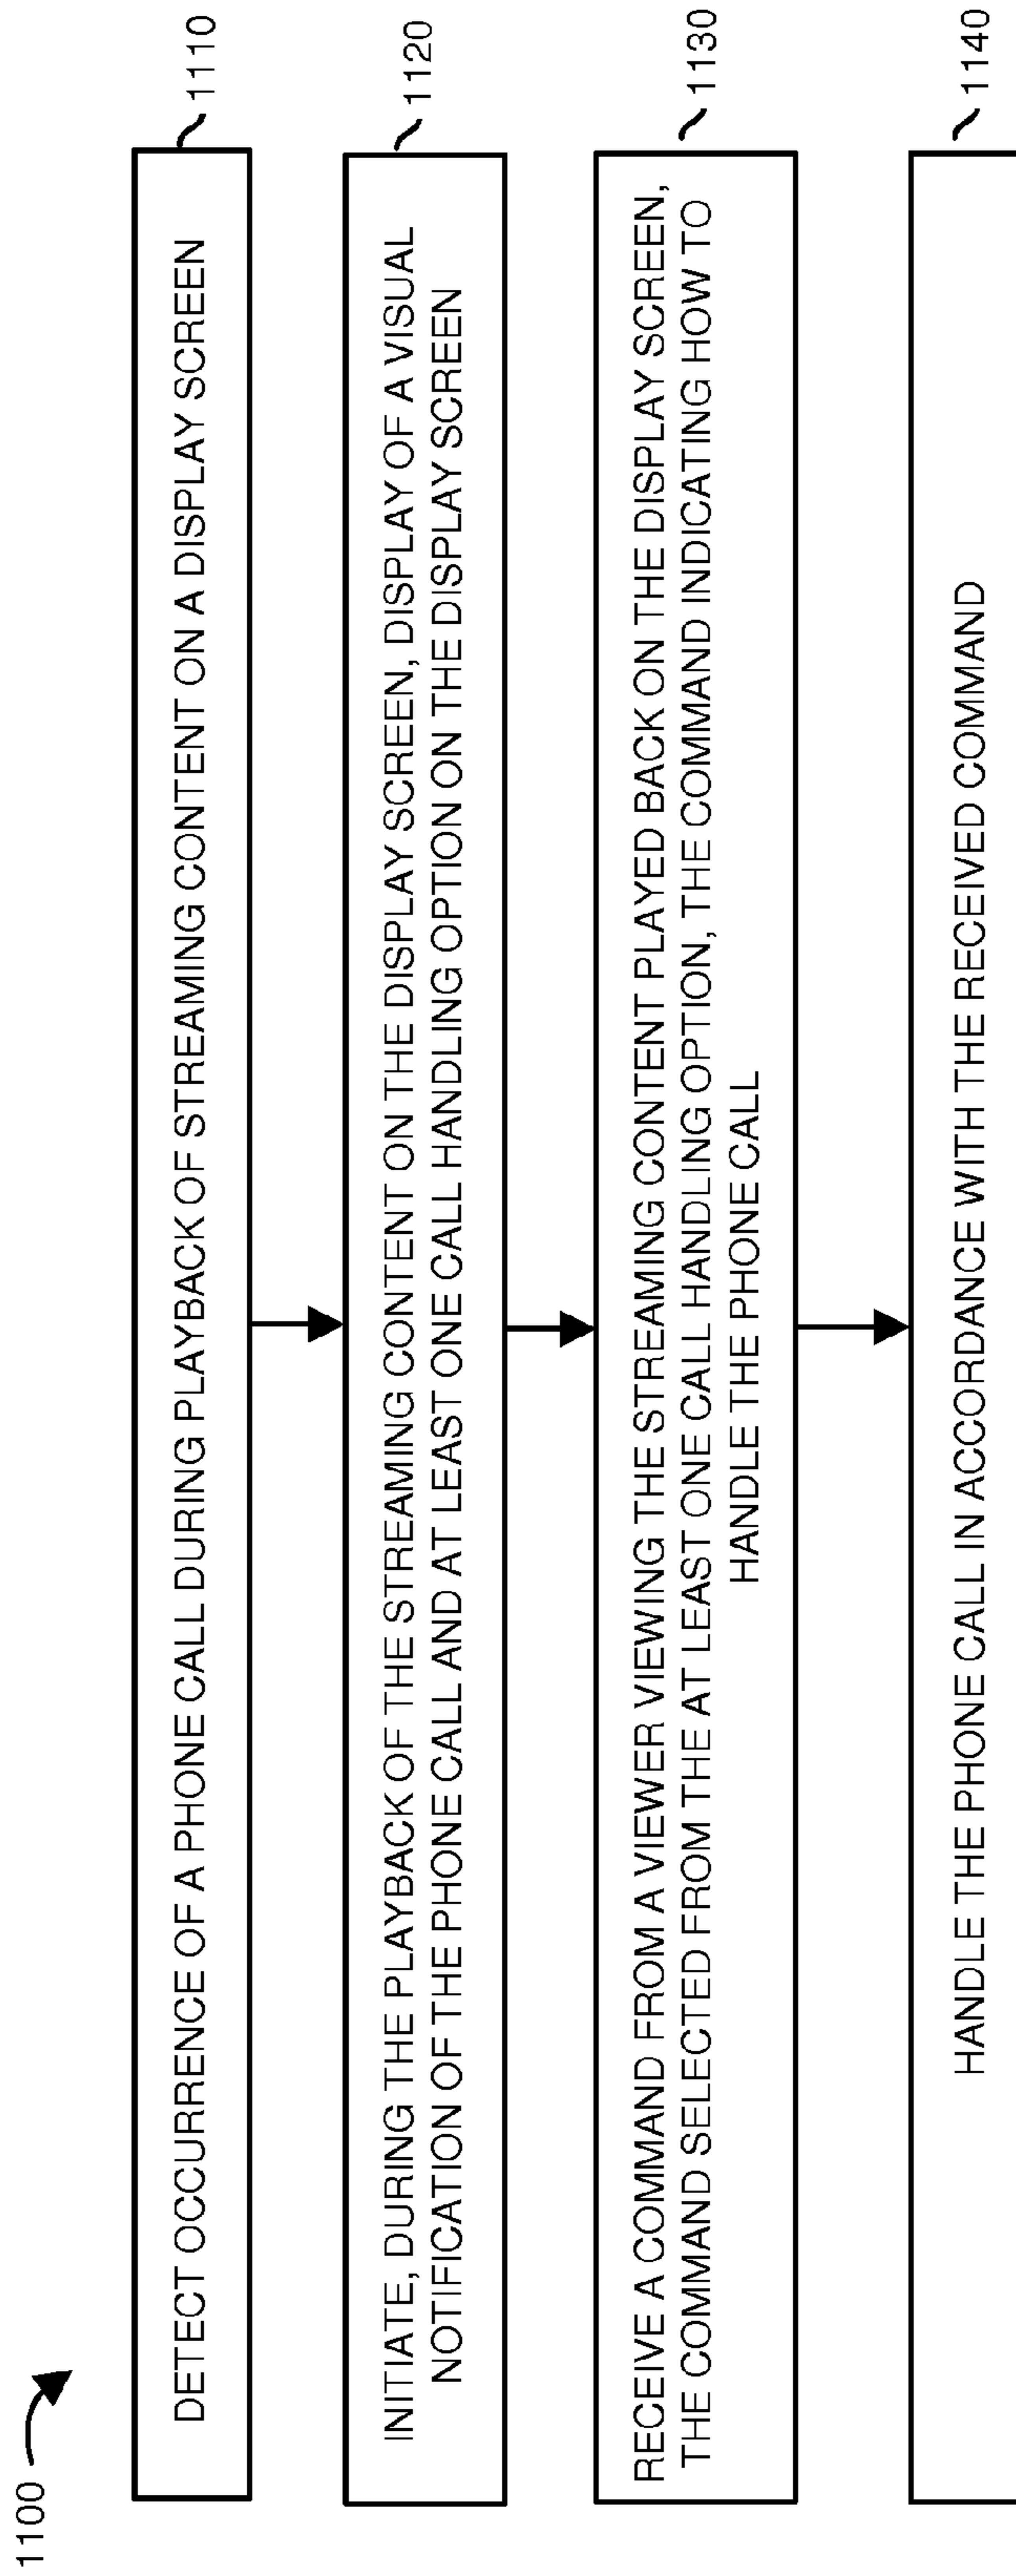 1100
DETECT OCCURRENCE OF A PHONE CALL DURING PLAYBACK OF STREAMING CONTENT ON A DISPLAY SCREEN
1110
INITIATE, DURING THE PLAYBACK OF THE STREAMING CONTENT ON THE DISPLAY SCREEN, DISPLAY OF A VISUAL
NOTIFICATION OF THE PHONE CALL AND AT LEAST ONE CALL HANDLING OPTION ON THE DISPLAY SCREEN
1120
RECEIVE A COMMAND FROM A VIEWER VIEWING THE STREAMING CONTENT PLAYED BACK ON THE DISPLAY SCREEN,
THE COMMAND SELECTED FROM THE AT LEAST ONE CALL HANDLING OPTION, THE COMMAND INDICATING HOW TO
HANDLE THE PHONE CALL
1130
HANDLE THE PHONE CALL IN ACCORDANCE WITH THE RECEIVED COMMAND
1140